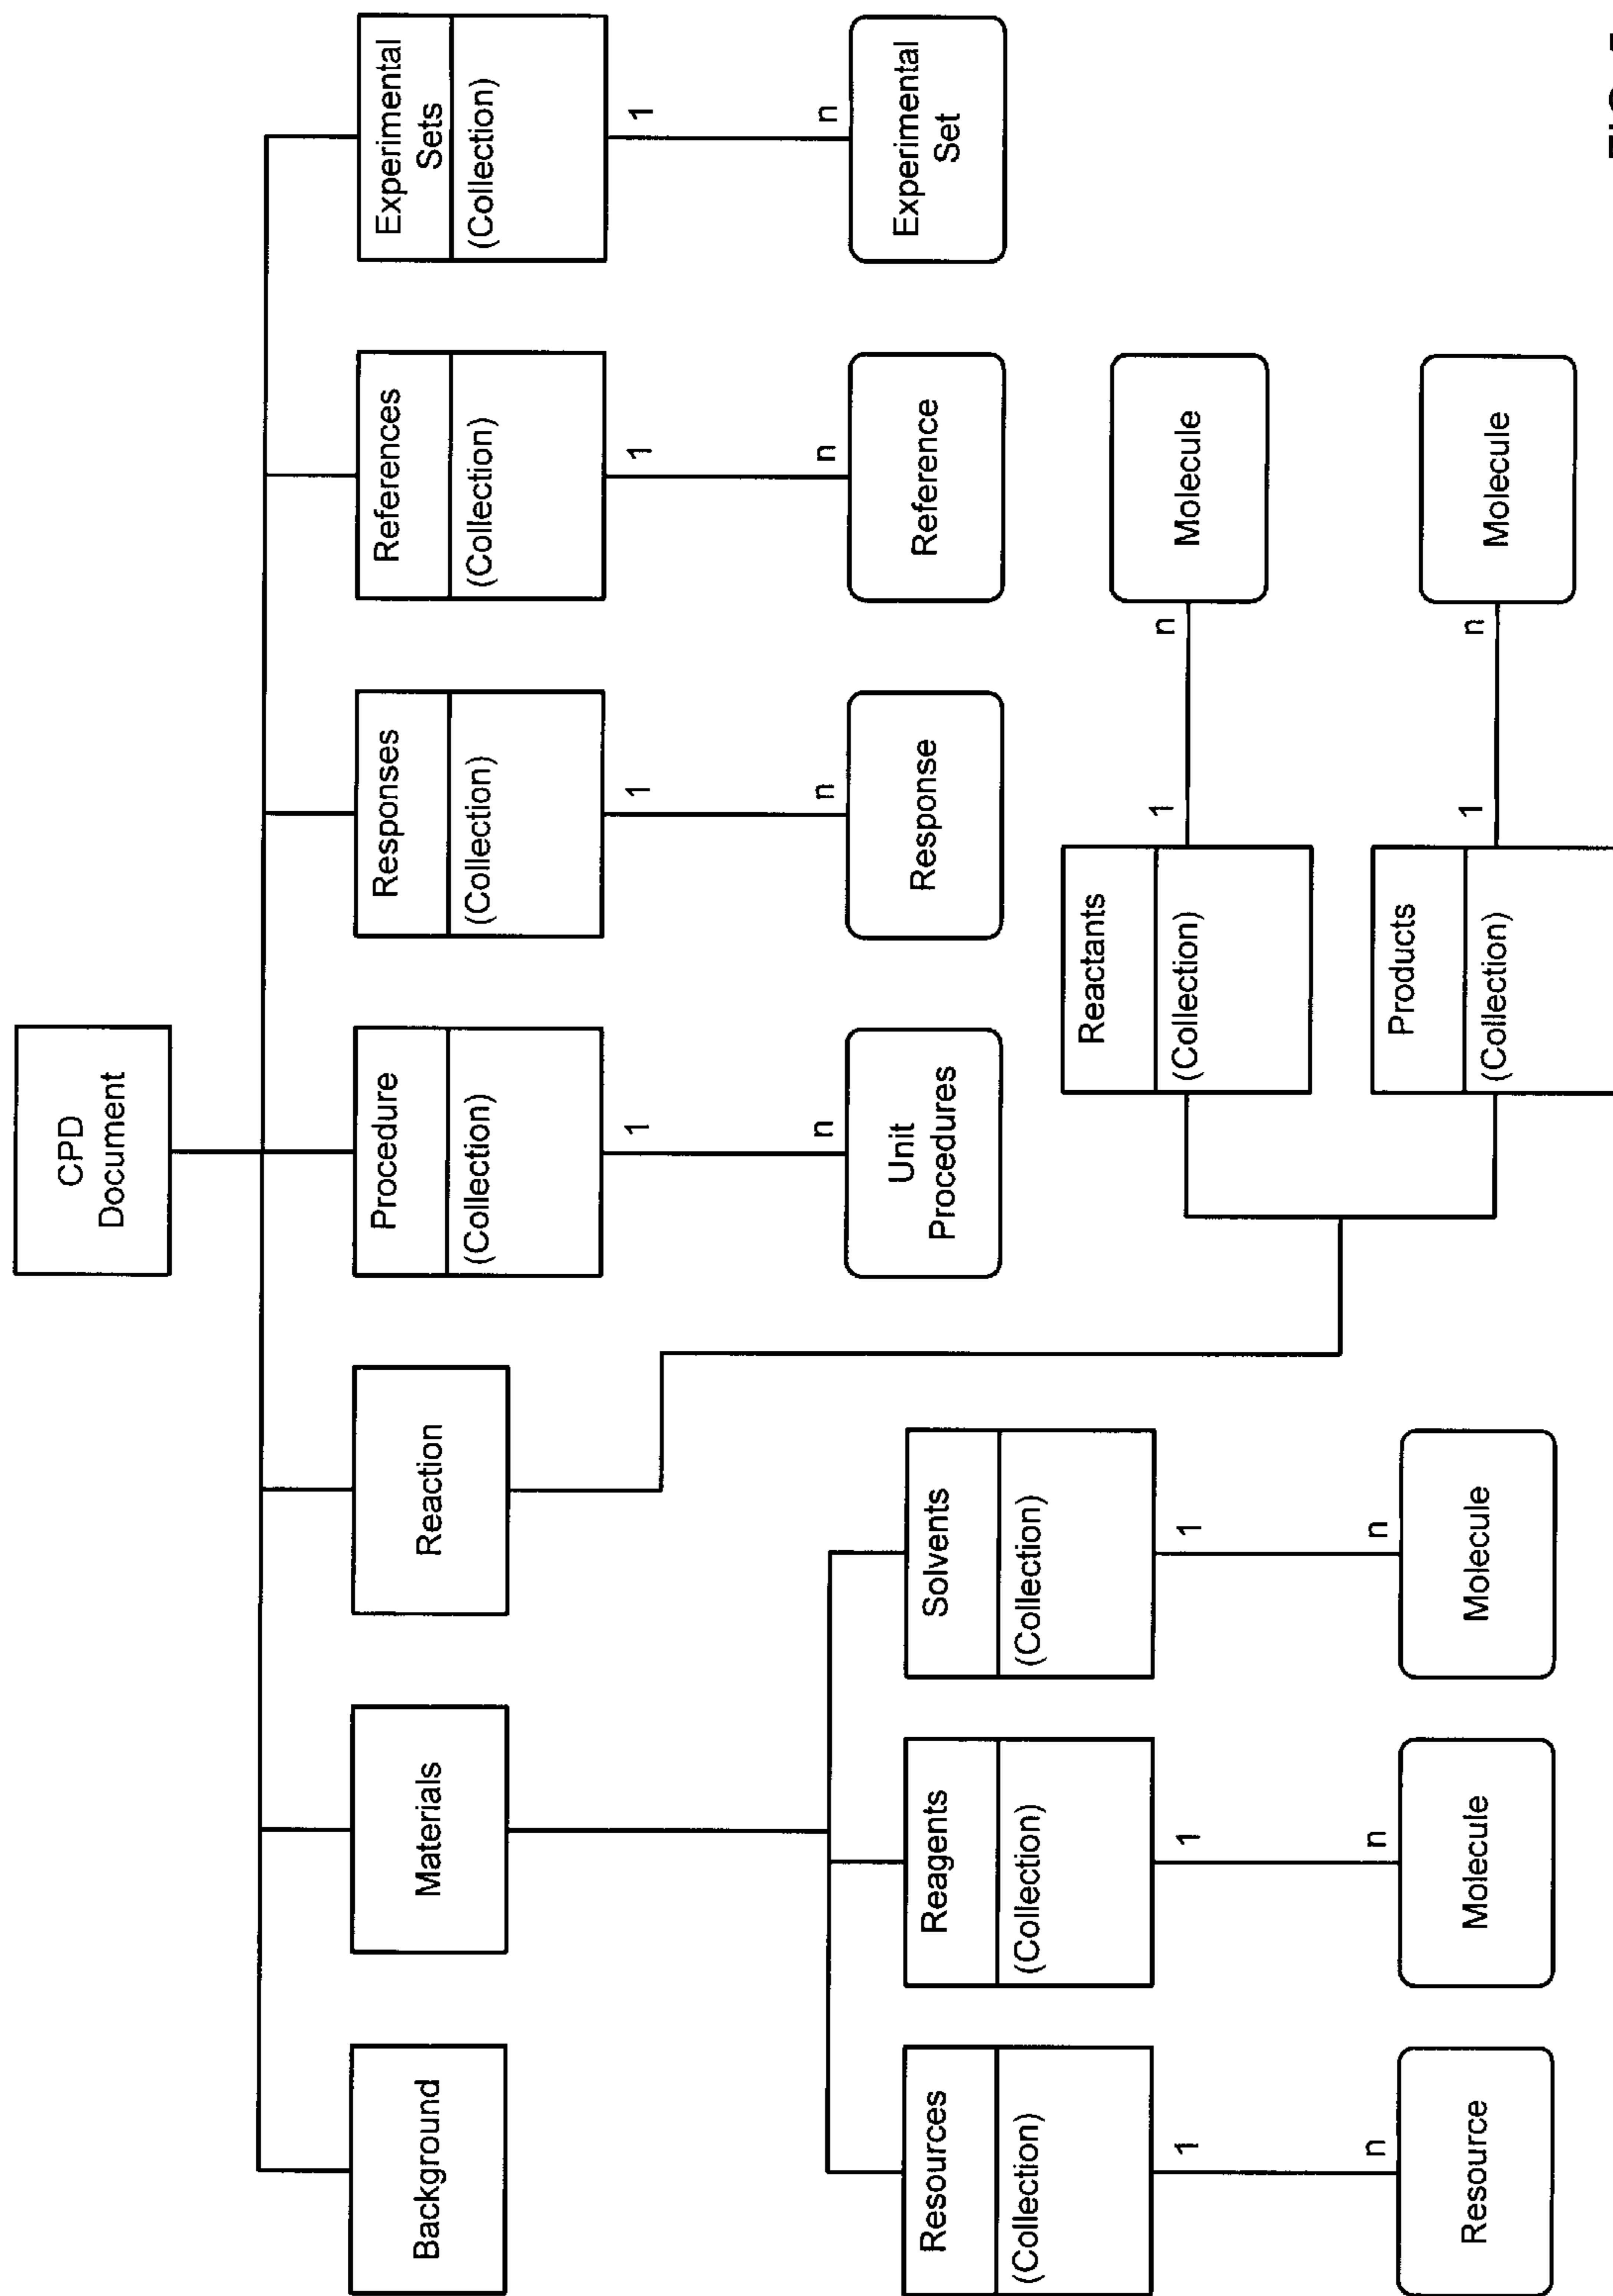 CPD
Document
Background
Materials
Reaction
Procedure
(Collection)
Responses
(Collection)
References
(Collection)
Experimental
Sets
(Collection)
1
1
1
1
n
n
n
n
Unit
Procedures
Response
Reference
Experimental
Set
Resources
(Collection)
Reagents
(Collection)
Solvents
(Collection)
Reactants
(Collection)
1
n
Molecule
1
1
1
n
n
n
Resource
Molecule
Molecule
Products
(Collection)
1
n
Molecule